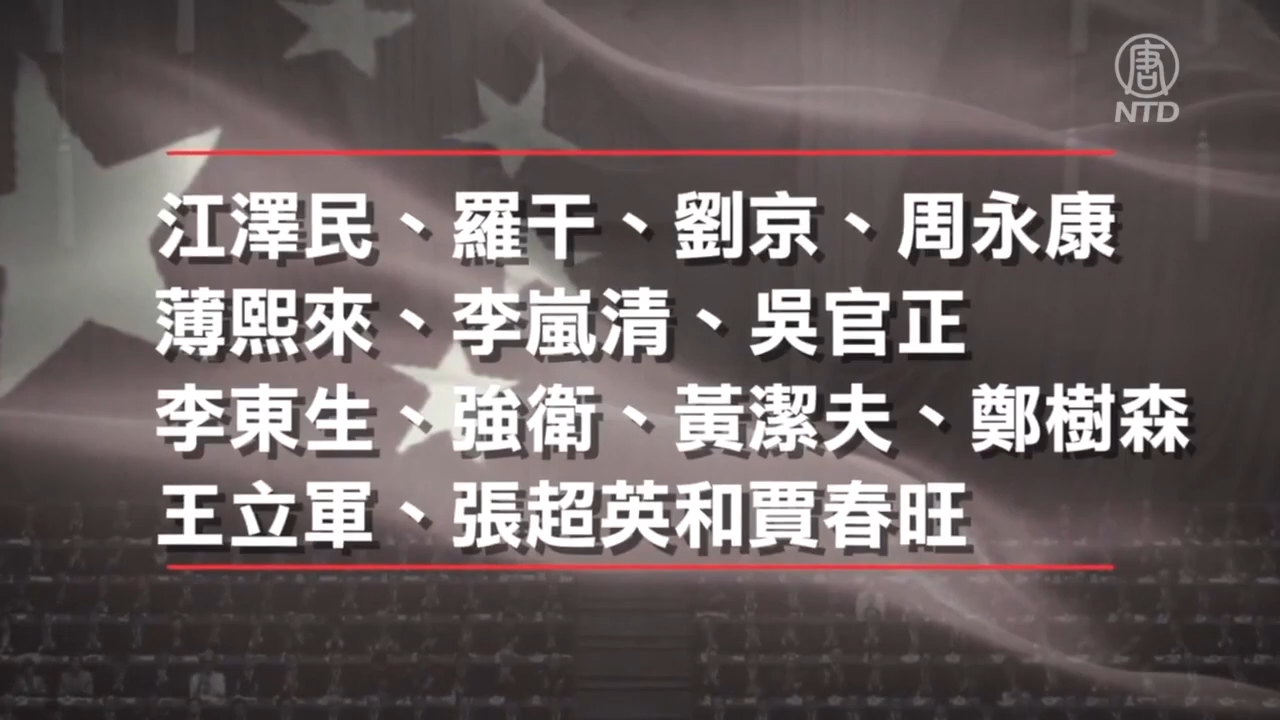 唐
NTD
江澤民、羅干、劉京、周永康
薄熙來、李嵐清、吳官正
李東生、強衛、黃潔夫、鄭樹森
王立軍、張超英和賈春旺